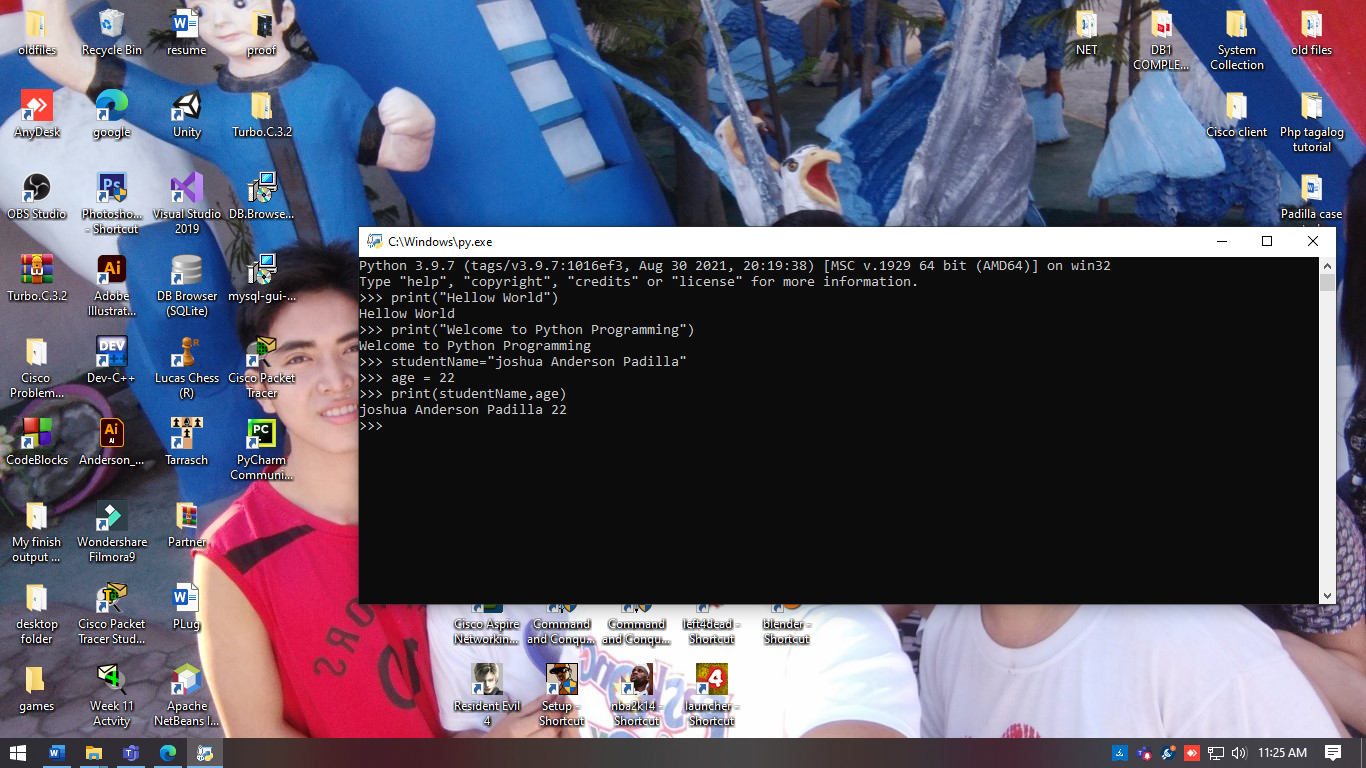 oldfiles
Recycle Bin
resume
proof
NET
DB1
COMPLE...
System
Collection
old files
AnyDesk
google
Unity
Turbo.C.3.2
Cisco client
Php tagalog
tutorial
OBS Studio
Photosho...
- Shortcut
Visual Studio
2019
DB.Browse...
Padilla case
C:\Windows\py.exe
Python 3.9.7 (tags/v3.9.7:1016ef3, Aug 30 2021, 20:19:38) [MSC v.1929 64 bit (AMD64)] on win32
Type "help", "copyright", "credits" or "license" for more information.
>>> print("Hellow World")
Hellow World
>>> print("Welcome to Python Programming")
Welcome to Python Programming
>>> studentName="joshua Anderson Padilla"
>>> age = 22
>>> print(studentName,age)
joshua Anderson Padilla 22
>>>
Turbo.C.3.2
Adobe
Illustrat...
DB Browser
(SQLite)
mysql-gui-...
Cisco
Problem...
Dev-C++
Lucas Chess
(R)
Cisco Packet
Tracer
CodeBlocks
Anderson_...
Tarrasch
PyCharm
Communi...
My finish
output ...
Wondershare
Filmora9
Partner
desktop
folder
Cisco Packet
Tracer Stud...
PLug
Cisco Aspire
Networkin...
Command
and Conqu...
Command
and Conqu...
left4dead -
Shortcut
blender -
Shortcut
games
Week 11
Actvity
Apache
NetBeans I...
Resident Evil
4
Setup -
Shortcut
nba2k14 -
Shortcut
launcher -
Shortcut
11:25 AM